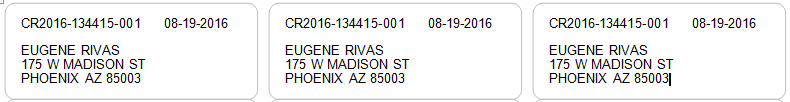 CR2016-134415-001 08-19-2016
EUGENE RIVAS
175 W MADISON ST
PHOENIX AZ 85003
CR2016-134415-001 08-19-2016
EUGENE RIVAS
175 W MADISON ST
PHOENIX AZ 85003
CR2016-134415-001 08-19-2016
EUGENE RIVAS
175 W MADISON ST
PHOENIX AZ 85003